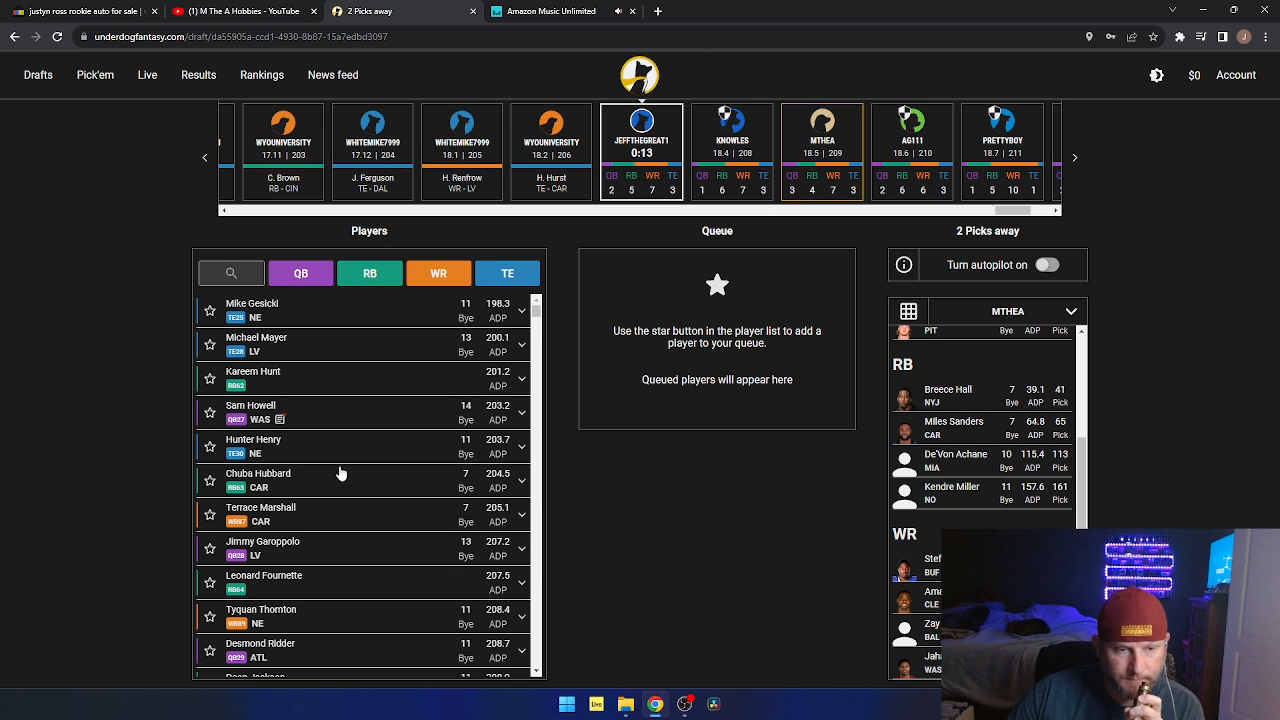 justyn ross rookie auto for sale |
(1) M The A Hobbies - YouTube
2 Picks away
Amazon Music Unlimited
underdogfantasy.com/draft/da55905a-ccd1-4930-8b87-15a7edbd3097
Drafts Pick'em Live Results Rankings News feed
$0 Account
WYOUNIVERSITY WHITEMIKE7999 WHITEMIKE7999 WYOUNIVERSITY JEFFTHEGREAT1 KNOWLES MTHEA AG111 PRETTYBOY
17.11 | 203 17.12 | 204 18.1 | 205 18.2 | 206 0:13 18.4 | 208 18.5 | 209 18.6 | 210 18.7 | 211
C. Brown J. Ferguson H. Renfrow H. Hurst QB RB WR TE QB RB WR TE QB RB WR TE QB RB WR TE QB RB WR TE
RB - CIN TE - DAL WR - LV TE - CAR 2 5 7 3 1 6 7 3 3 4 7 3 2 6 6 3 1 5 10 1
Players Queue 2 Picks away
Turn autopilot on
QB RB WR TE
MTHEA
Mike Gesicki 11 198.3
TE25 NE Bye ADP
Michael Mayer 13 200.1
TE28 LV Bye ADP
Kareem Hunt 201.2
RB62 ADP
Sam Howell 14 203.2
QB27 WAS Bye ADP
Hunter Henry 11 203.7
TE30 NE Bye ADP
Chuba Hubbard 7 204.5
RB63 CAR Bye ADP
Terrace Marshall 7 205.1
WR87 CAR Bye ADP
Jimmy Garoppolo 13 207.2
QB28 LV Bye ADP
Leonard Fournette 207.5
RB64 ADP
Tyquan Thornton 11 208.4
WR89 NE Bye ADP
Desmond Ridder 11 208.7
QB29 ATL Bye ADP
Use the star button in the player list to add a
player to your queue.
Queued players will appear here
PIT Bye ADP Pick
RB
Breece Hall 7 39.1 41
NYJ Bye ADP Pick
Miles Sanders 7 64.8 65
CAR Bye ADP Pick
De'Von Achane 10 115.4 113
MIA Bye ADP Pick
Kendre Miller 11 157.6 161
NO Bye ADP Pick
WR
Stef
BUF
Ama
CLE
Zay
BAL
Jaha
WAS
Live